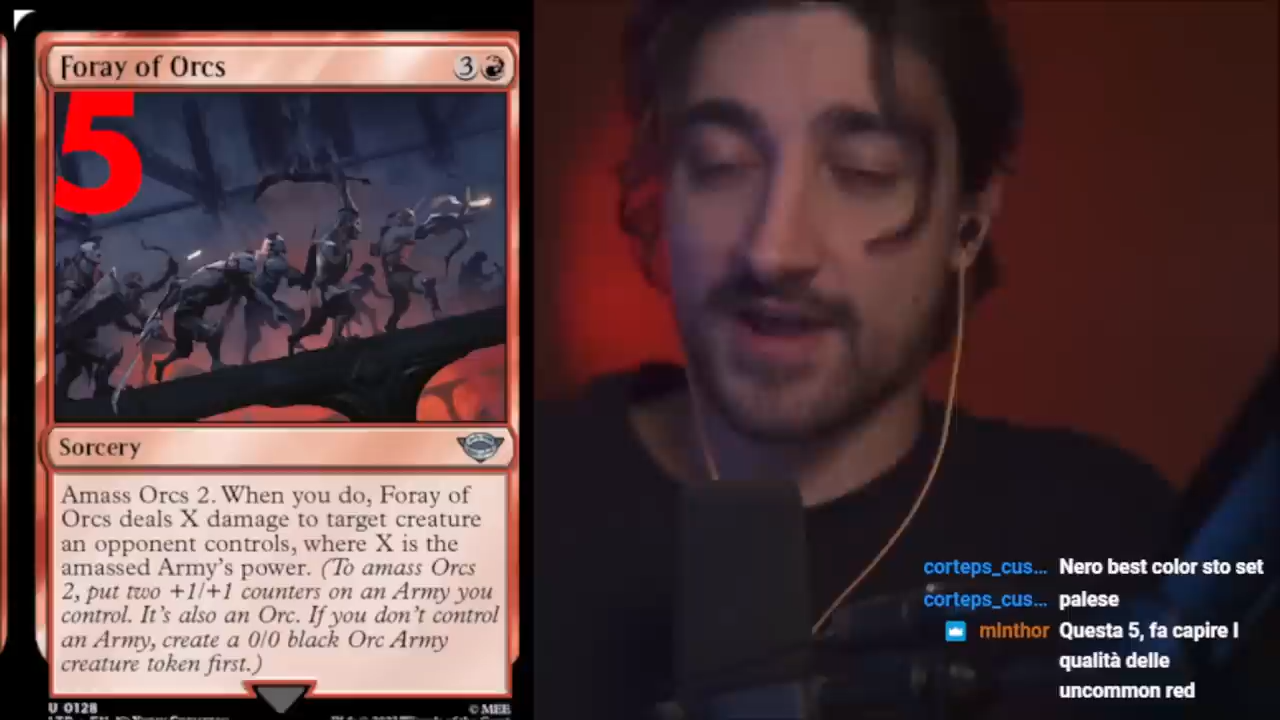 Foray of Orcs
3
5
Sorcery
Amass Orcs 2. When you do, Foray of
Orcs deals X damage to target creature
an opponent controls, where X is the
amassed Army's power. (To amass Orcs
2, put two +1/+1 counters on an Army you
control. It's also an Orc. If you don't control
an Army, create a 0/0 black Orc Army
creature token first.)
U 0128
© MEE
corteps_cus... Nero best color sto set
corteps_cus... palese
mInthor Questa 5, fa capire l
qualità delle
uncommon red